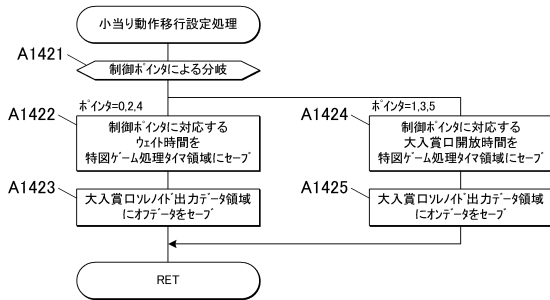 小当り動作移行設定処理
A1421
制御ﾎﾟｲﾝﾀによる分岐
ﾎﾟｲﾝﾀ=0,2,4
ﾎﾟｲﾝﾀ=1,3,5
A1422
制御ﾎﾟｲﾝﾀに対応する
ｳｪｲﾄ時間を
特図ｹﾞｰﾑ処理ﾀｲﾏ領域にｾｰﾌﾞ
A1424
制御ﾎﾟｲﾝﾀに対応する
大入賞口開放時間を
特図ｹﾞｰﾑ処理ﾀｲﾏ領域にｾｰﾌﾞ
A1423
大入賞口ｿﾚﾉｲﾄﾞ出力ﾃﾞｰﾀ領域
にｵﾌﾃﾞｰﾀをｾｰﾌﾞ
A1425
大入賞口ｿﾚﾉｲﾄﾞ出力ﾃﾞｰﾀ領域
にｵﾝﾃﾞｰﾀをｾｰﾌﾞ
RET